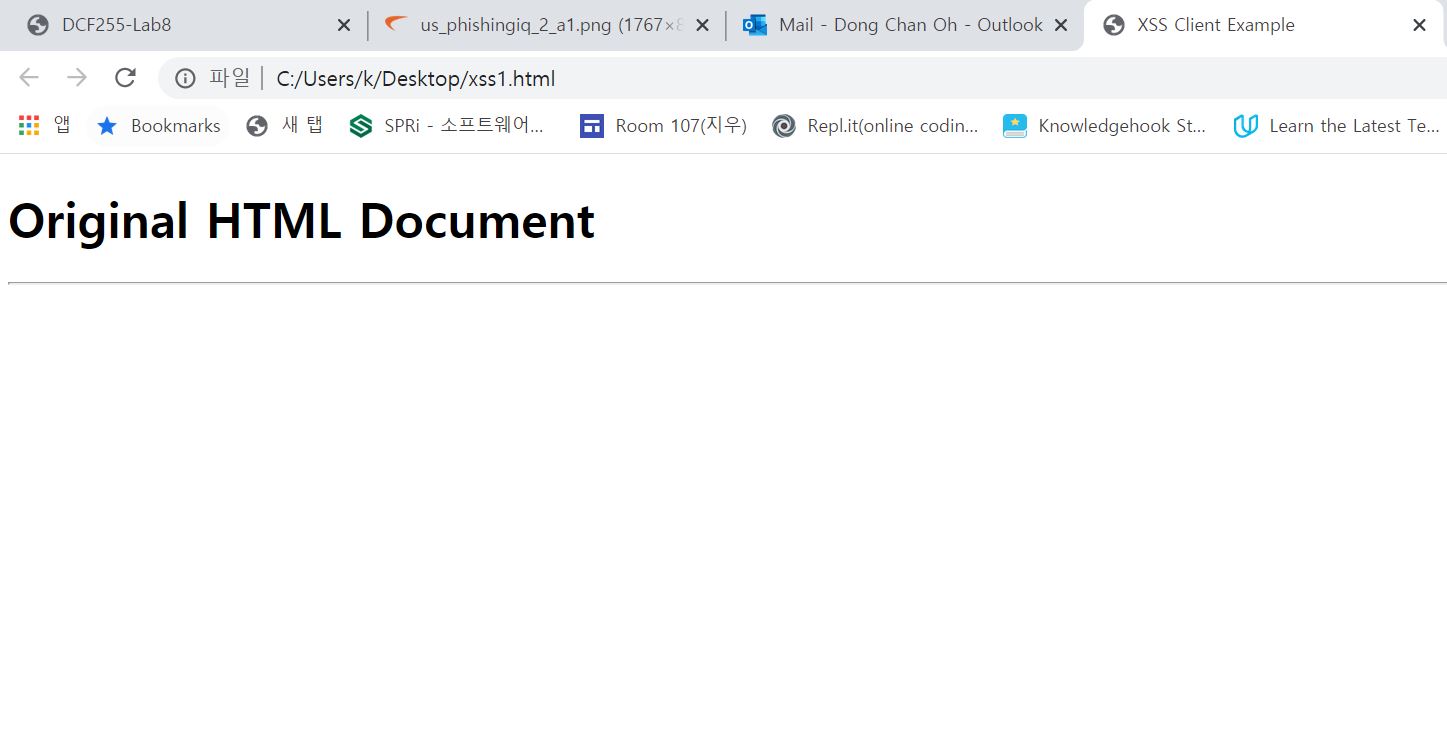 DCF255-Lab8
us_phishingiq_2_a1.png (1767×8
Mail - Dong Chan Oh - Outlook
XSS Client Example
파일 C:/Users/k/Desktop/xss1.html
앱 Bookmarks 새 탭 SPRi - 소프트웨어... Room 107(지우) Repl.it(online codin... Knowledgehook St... Learn the Latest Te...
Original HTML Document